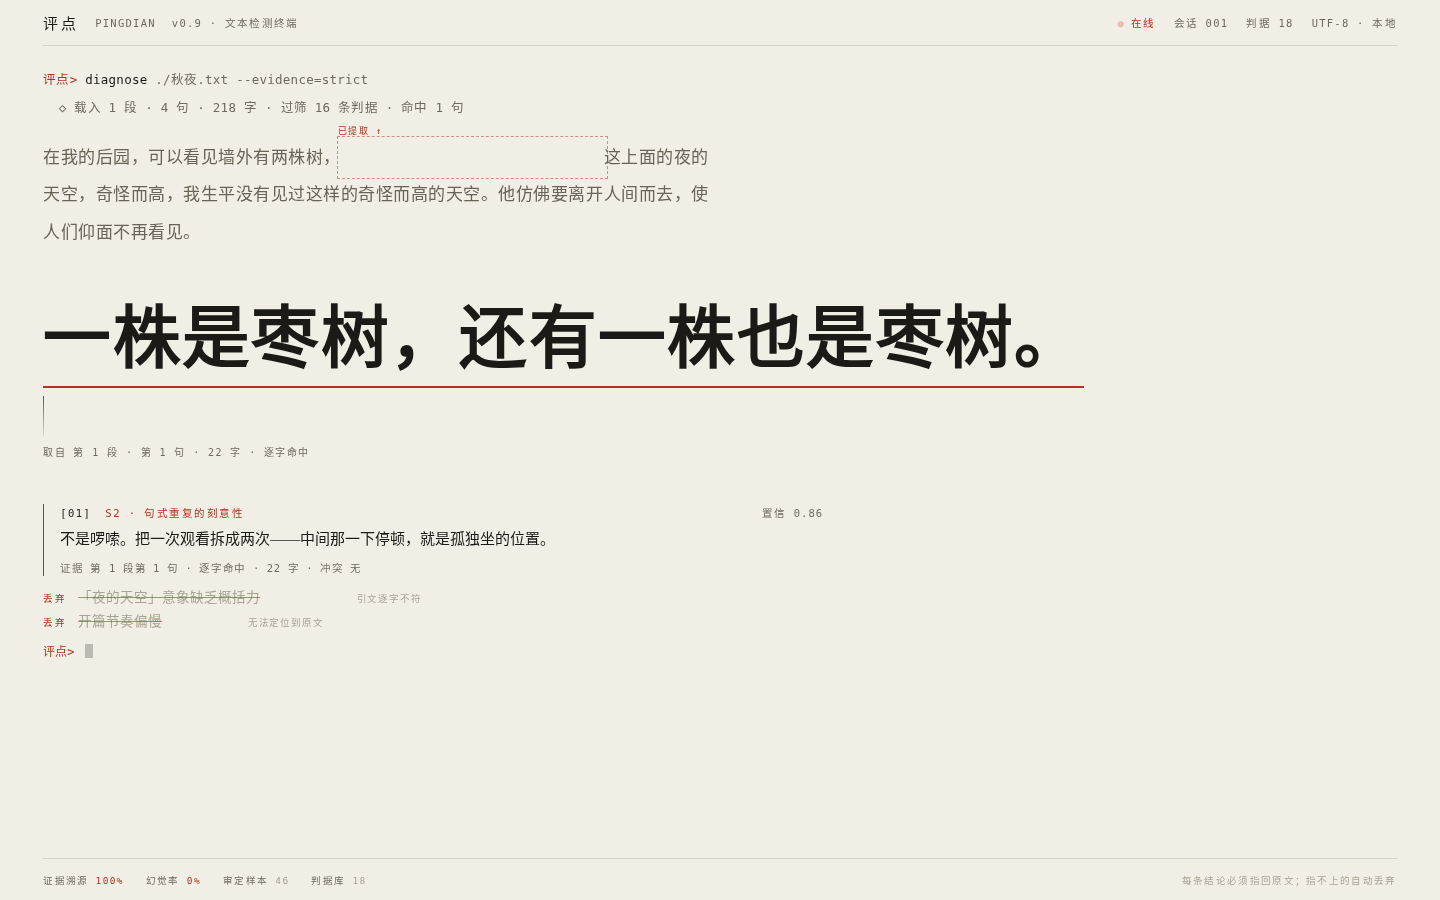 评点 PINGDIAN v0.9 · 文本检测终端 在线 会话 001 判据 18 UTF-8 · 本地
评点> diagnose ./秋夜.txt --evidence=strict
◇ 载入 1 段 · 4 句 · 218 字 · 过筛 16 条判据 · 命中 1 句
已提取 ↑
在我的后园，可以看见墙外有两株树， 这上面的夜的
天空，奇怪而高，我生平没有见过这样的奇怪而高的天空。他仿佛要离开人间而去，使
人们仰面不再看见。
一株是枣树，还有一株也是枣树。
取自 第 1 段 · 第 1 句 · 22 字 · 逐字命中
[01] S2 · 句式重复的刻意性 置信 0.86
不是啰嗦。把一次观看拆成两次——中间那一下停顿，就是孤独坐的位置。
证据 第 1 段第 1 句 · 逐字命中 · 22 字 · 冲突 无
丢弃 「夜的天空」意象缺乏概括力 引文逐字不符
丢弃 开篇节奏偏慢 无法定位到原文
评点>
证据溯源 100% 幻觉率 0% 审定样本 46 判据库 18 每条结论必须指回原文；指不上的自动丢弃